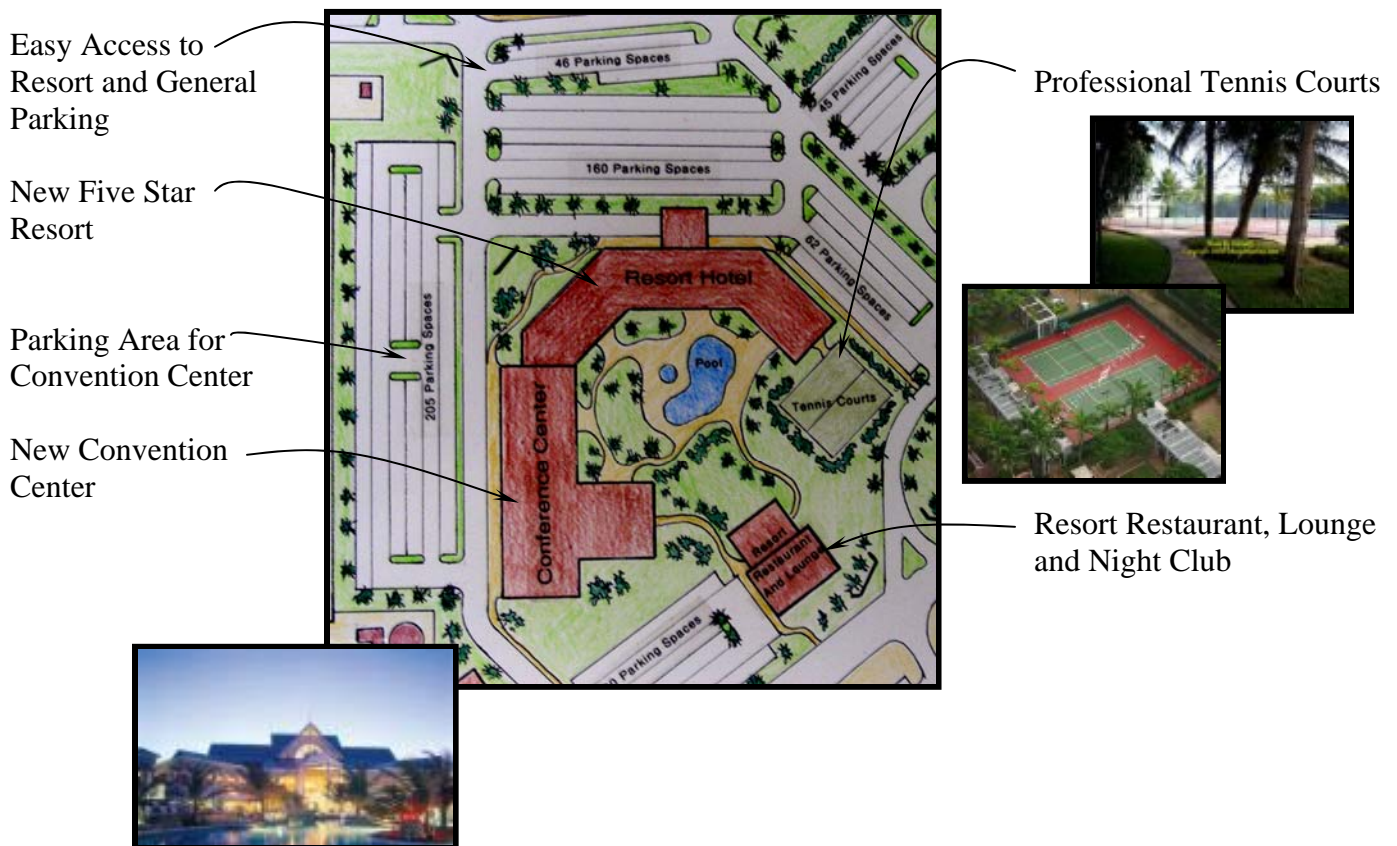 Easy Access to
Resort and General
Parking
New Five Star
Resort
Parking Area for
Convention Center
New Convention
Center
46 Parking Spaces
45 Parking Spaces
160 Parking Spaces
62 Parking Spaces
205 Parking Spaces
Resort Hotel
Pool
Tennis Courts
Conference Center
Resort
Restaurant
And Lounge
Parking Spaces
Professional Tennis Courts
Resort Restaurant, Lounge
and Night Club